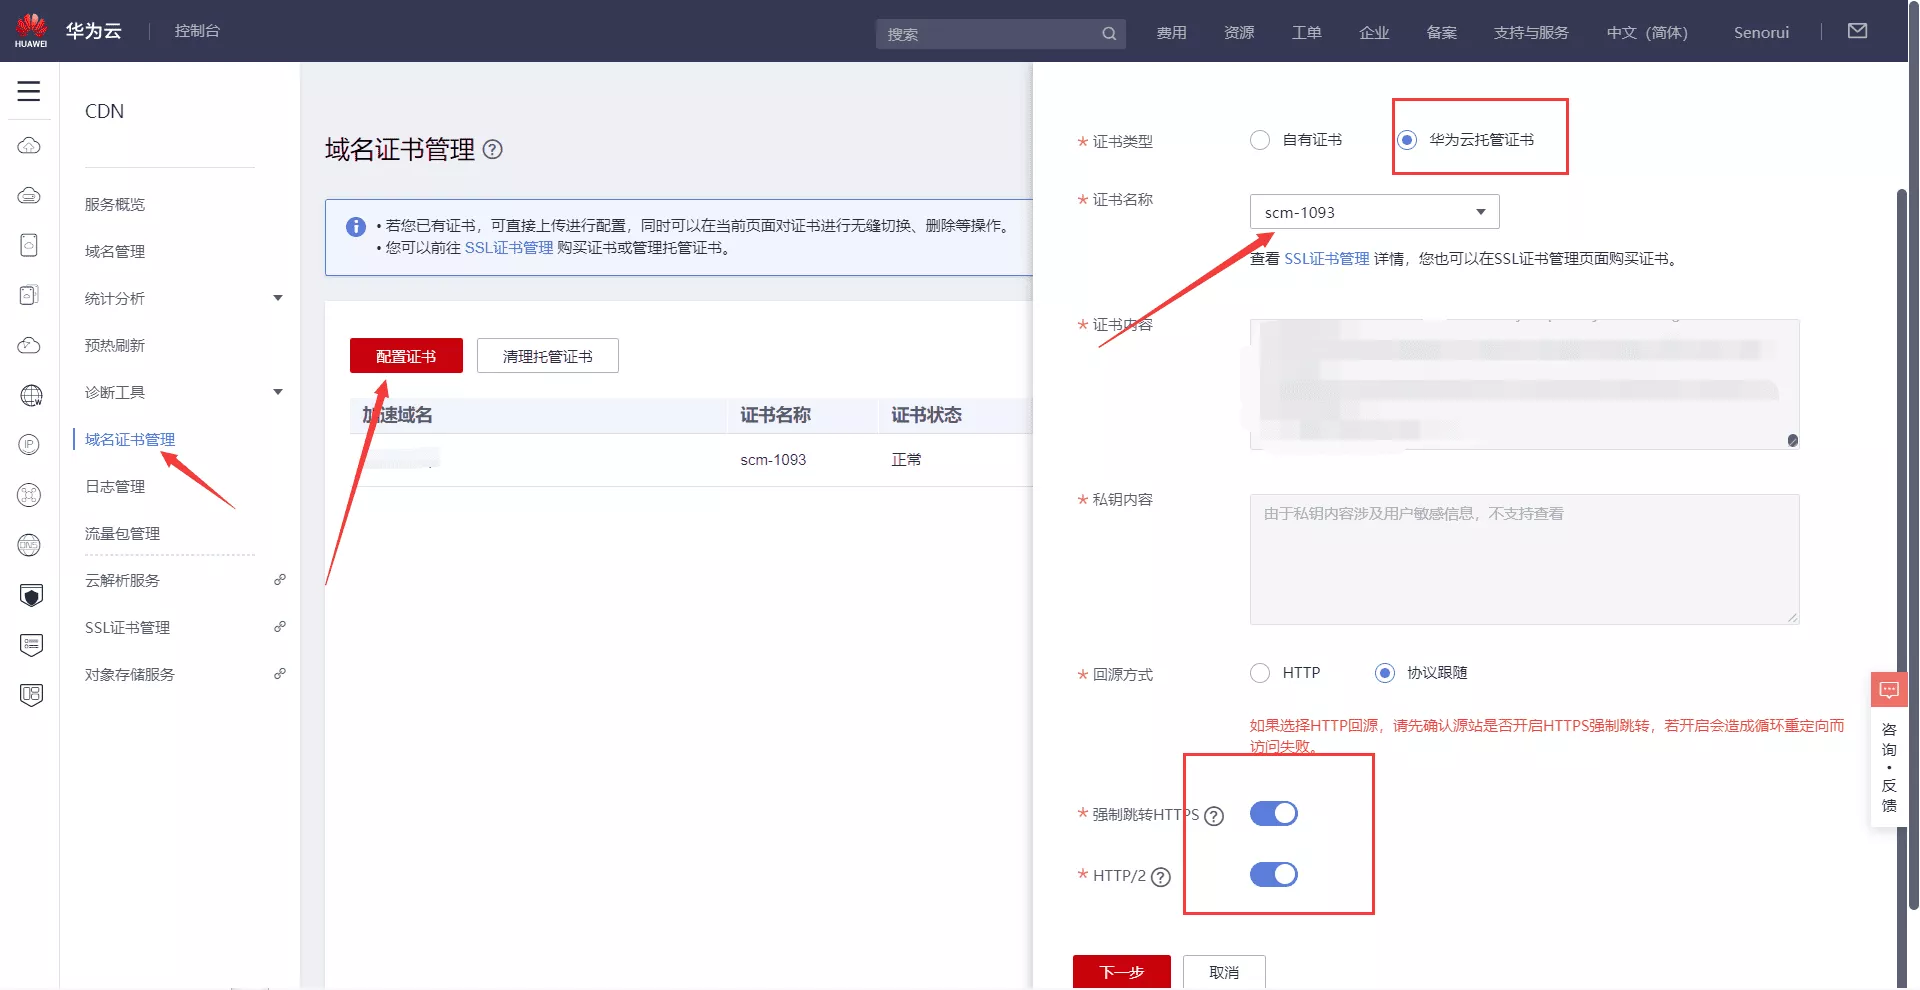 HUAWEI
华为云
控制台
搜索
费用
资源
工单
企业
备案
支持与服务
中文（简体）
Senorui
CDN
服务概览
域名管理
统计分析
预热刷新
诊断工具
域名证书管理
日志管理
流量包管理
云解析服务
SSL证书管理
对象存储服务
W
IP
DNS
域名证书管理
• 若您已有证书，可直接上传进行配置，同时可以在当前页面对证书进行无缝切换、删除等操作。
• 您可以前往 SSL证书管理 购买证书或管理托管证书。
配置证书
清理托管证书
加速域名
证书名称
证书状态
scm-1093
正常
* 证书类型
自有证书
华为云托管证书
* 证书名称
scm-1093
查看 SSL证书管理 详情，您也可以在SSL证书管理页面购买证书。
* 证书内容
* 私钥内容
由于私钥内容涉及用户敏感信息，不支持查看
* 回源方式
HTTP
协议跟随
如果选择HTTP回源，请先确认源站是否开启HTTPS强制跳转，若开启会造成循环重定向而
访问失败。
* 强制跳转HTTPS
* HTTP/2
下一步
取消
咨询·反馈